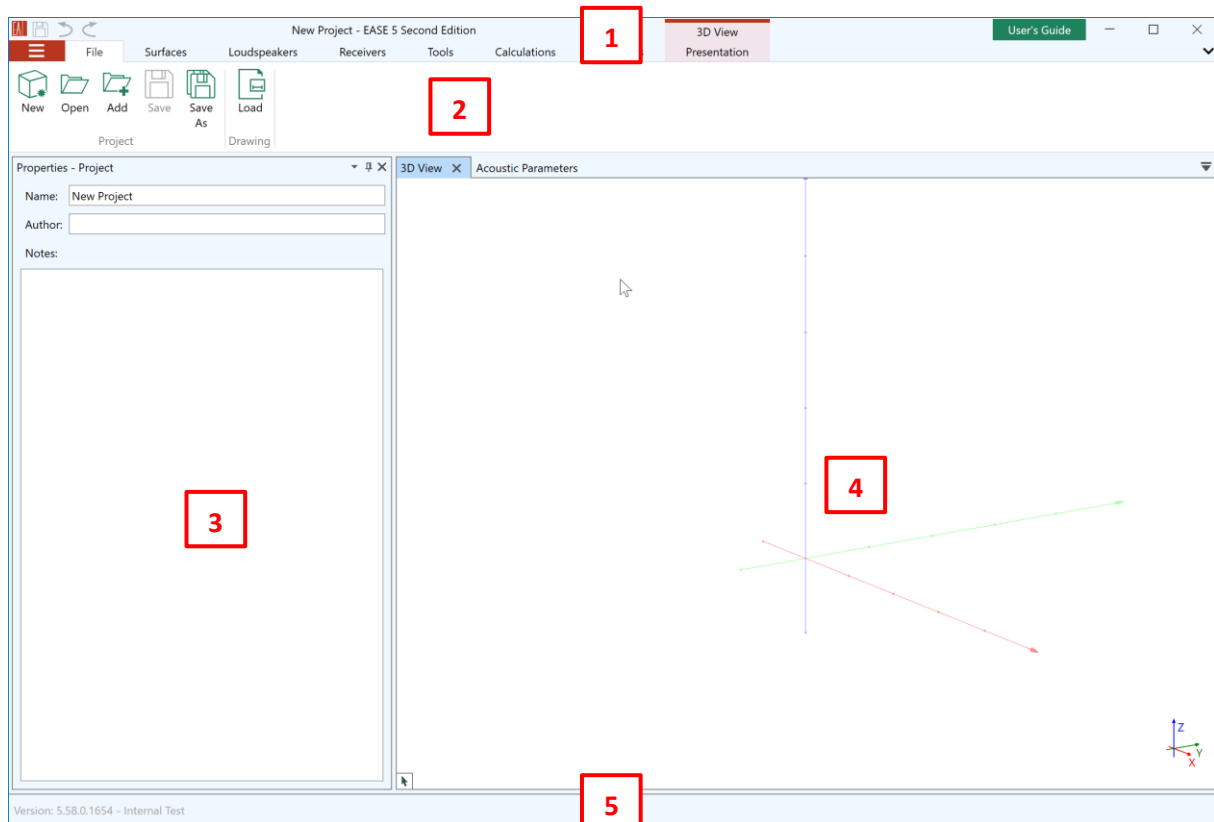 New Project - EASE 5 Second Edition
1
3D View
User's Guide
File Surfaces Loudspeakers Receivers Tools Calculations Presentation
New Open Add Save Save As Load
2
Project Drawing
Properties - Project
3D View Acoustic Parameters
Name: New Project
Author:
Notes:
3
4
Z
Y
X
5
Version: 5.58.0.1654 - Internal Test